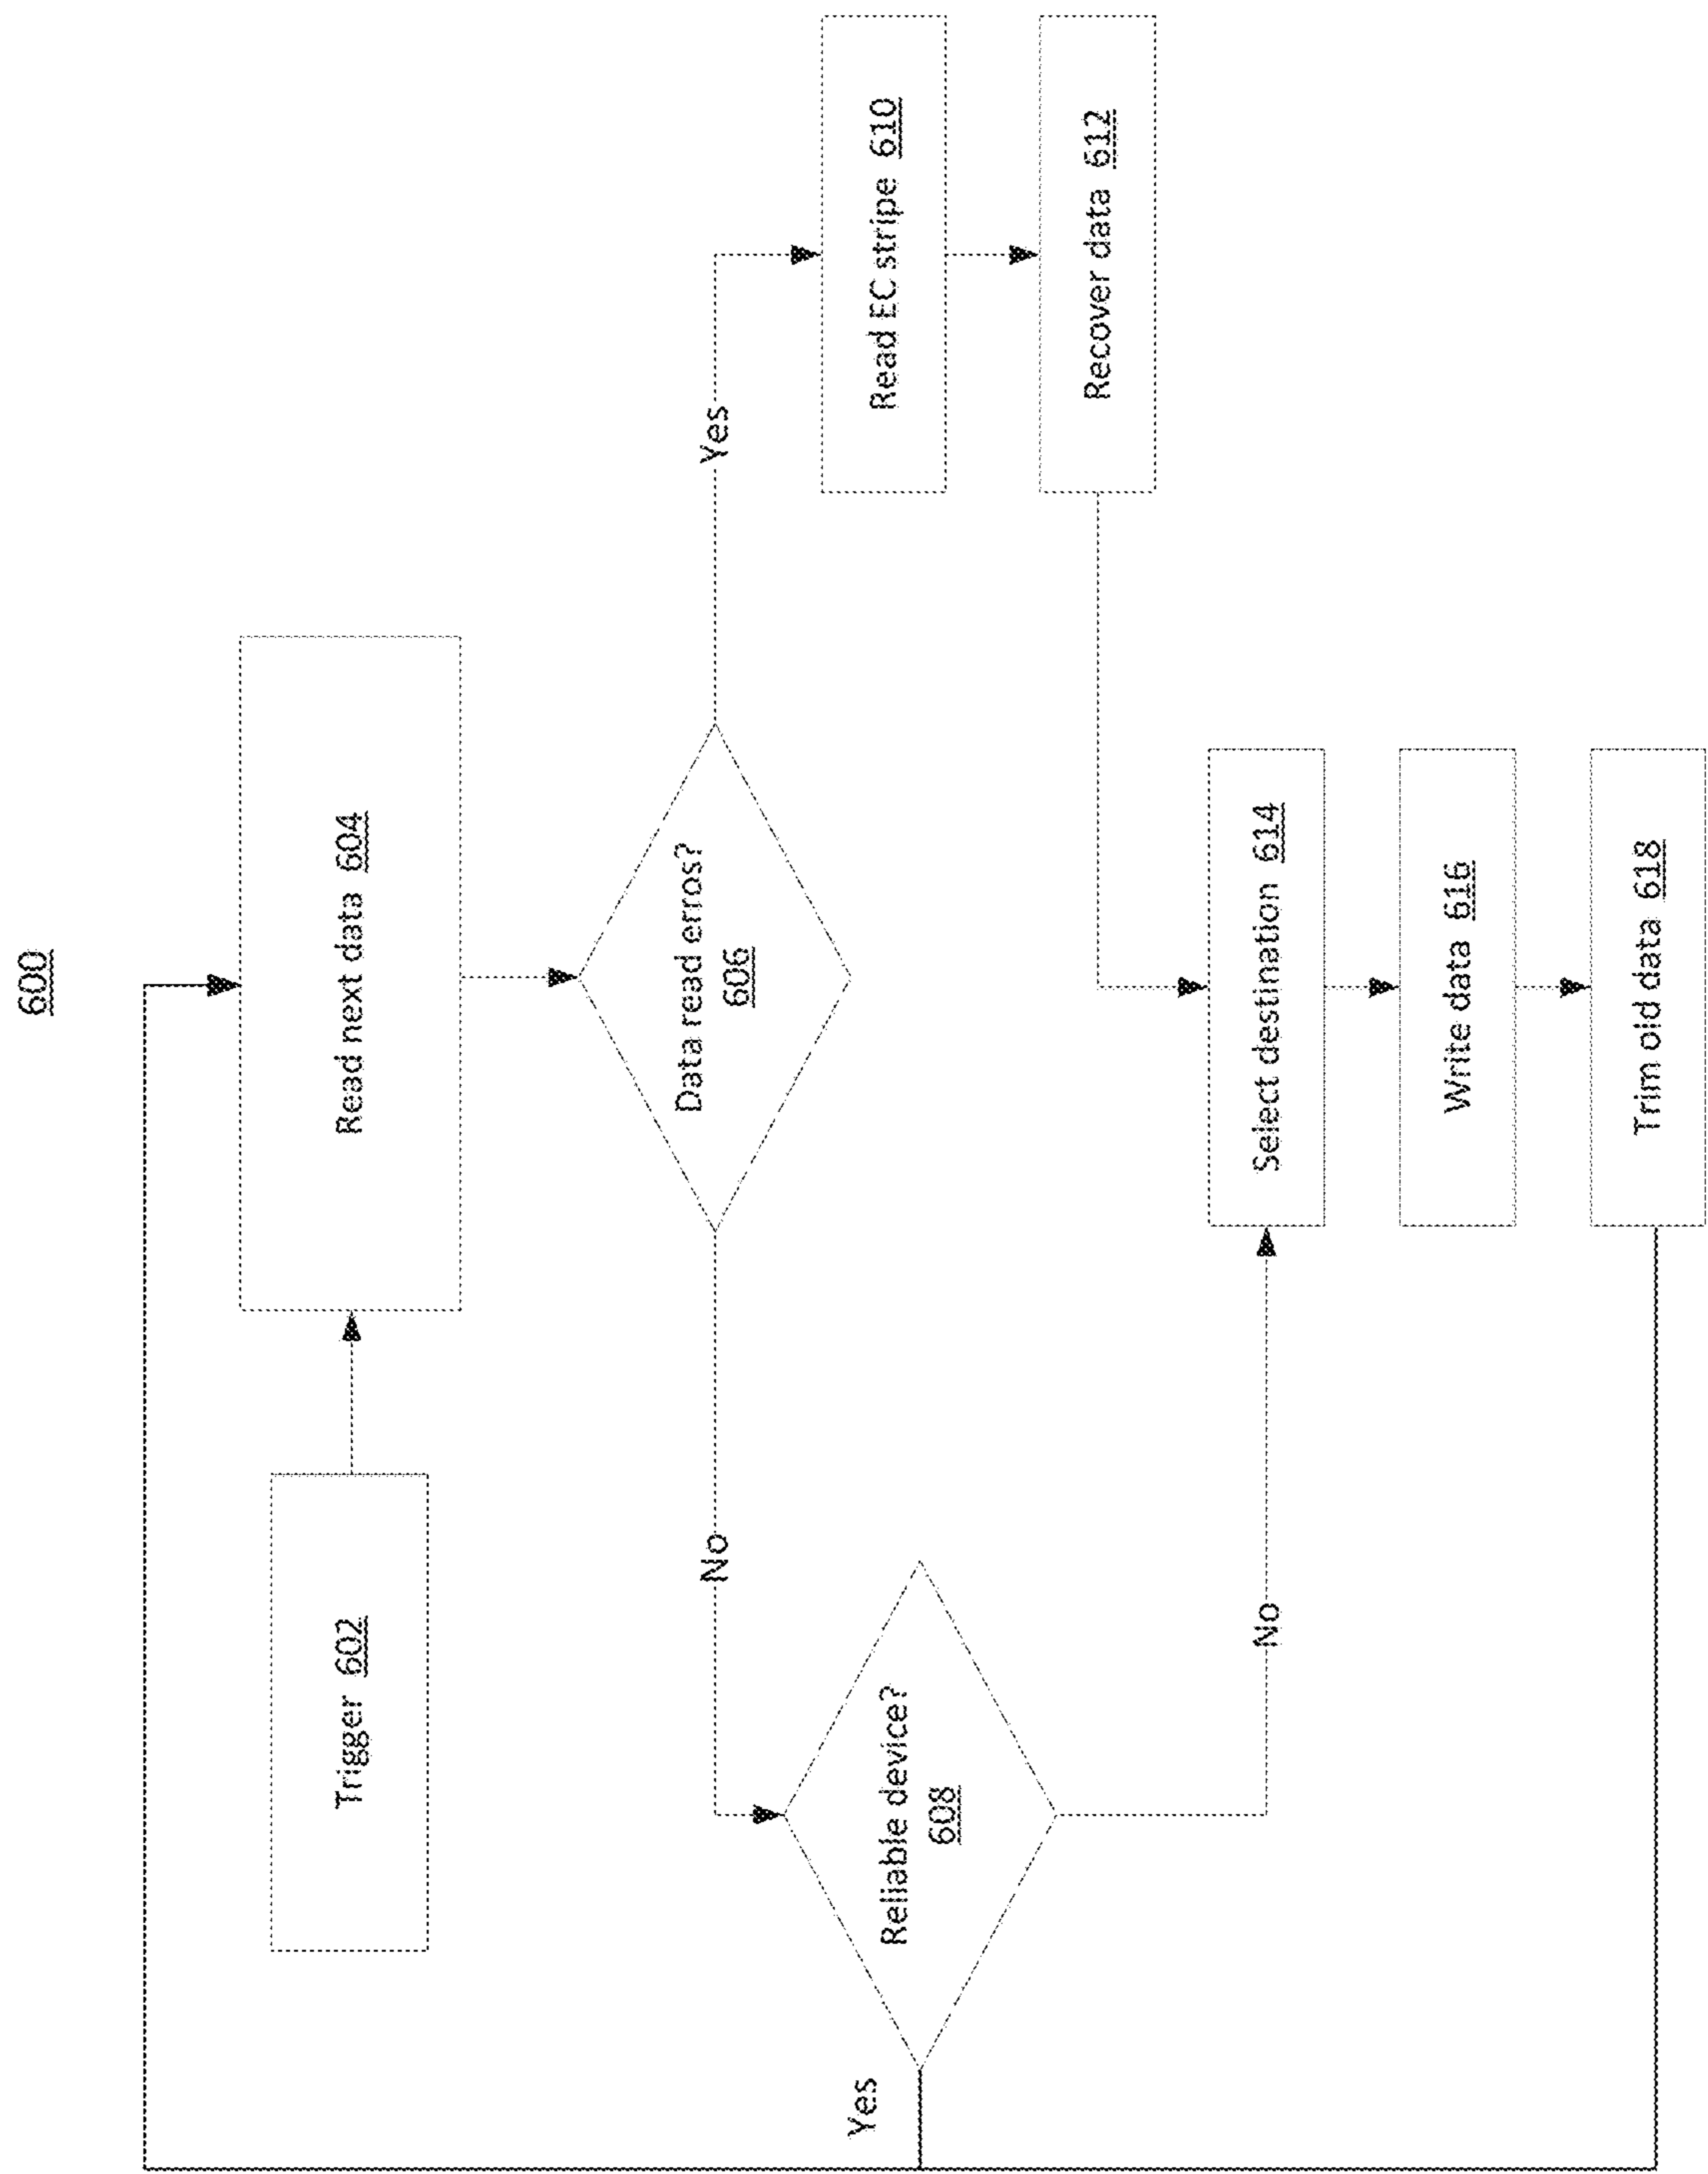 600
Trigger 602
Read next data 604
Data read erros?
606
No
Yes
Reliable device?
608
Read EC stripe 610
Recover data 612
Yes
No
Select destination 614
Write data 616
Trim old data 618